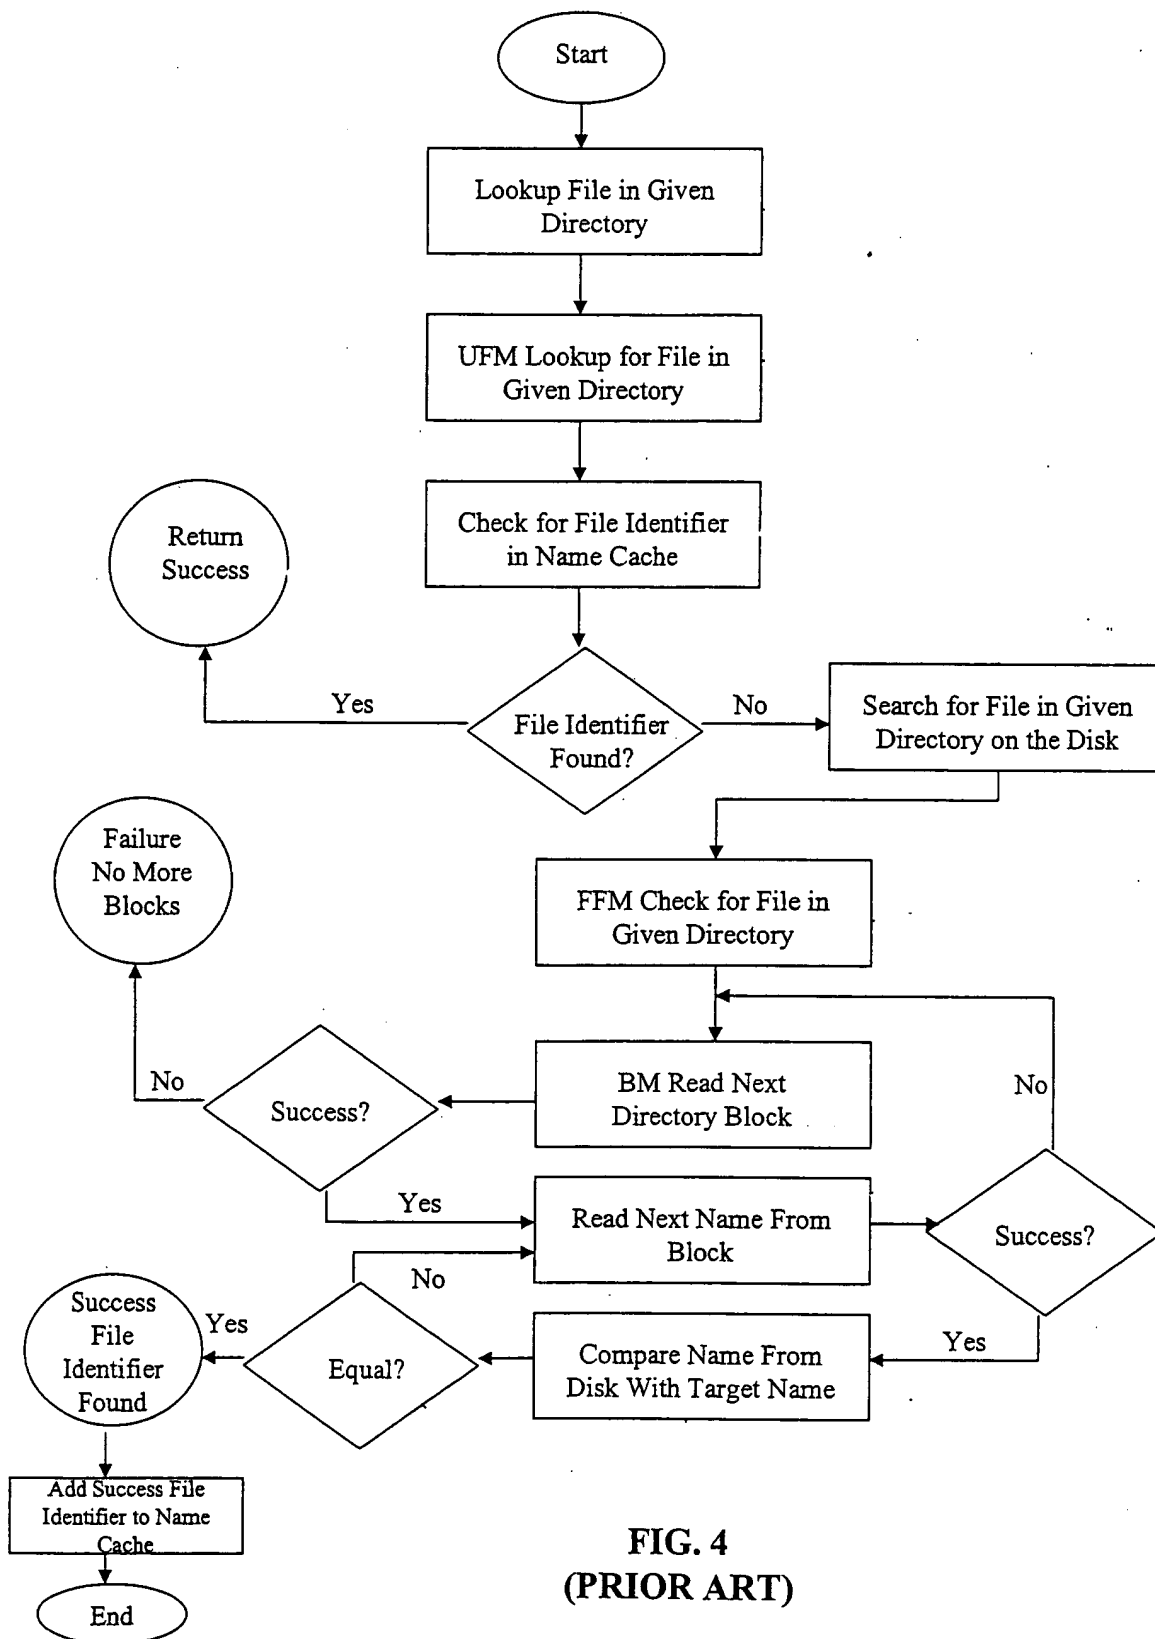 Start
Lookup File in Given
Directory
UFM Lookup for File in
Given Directory
Check for File Identifier
in Name Cache
Return
Success
Yes
File Identifier
Found?
No
Search for File in Given
Directory on the Disk
Failure
No More
Blocks
FFM Check for File in
Given Directory
No
Success?
BM Read Next
Directory Block
No
Yes
Read Next Name From
Block
Success?
No
Success
File
Identifier
Found
Yes
Equal?
Compare Name From
Disk With Target Name
Yes
Add Success File
Identifier to Name
Cache
End
FIG. 4
(PRIOR ART)